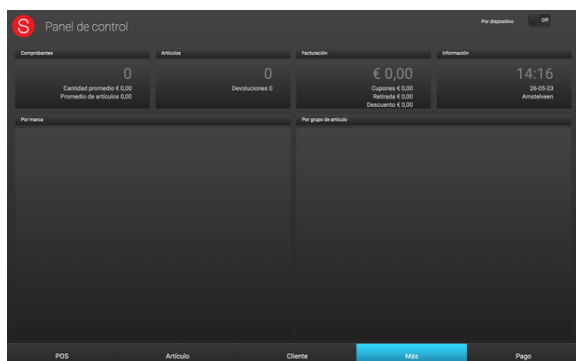 S Panel de control
Por dispositivo Off
Comprobantes Artículos Facturación Información
0 0 € 0,00 14:16
Cantidad promedio € 0,00 Devoluciones 0 Cupones € 0,00 26-05-23
Promedio de artículos 0,00 Retirada € 0,00 Amstelveen
Descuento € 0,00
Por marca Por grupo de artículo
POS Artículo Cliente Más Pago